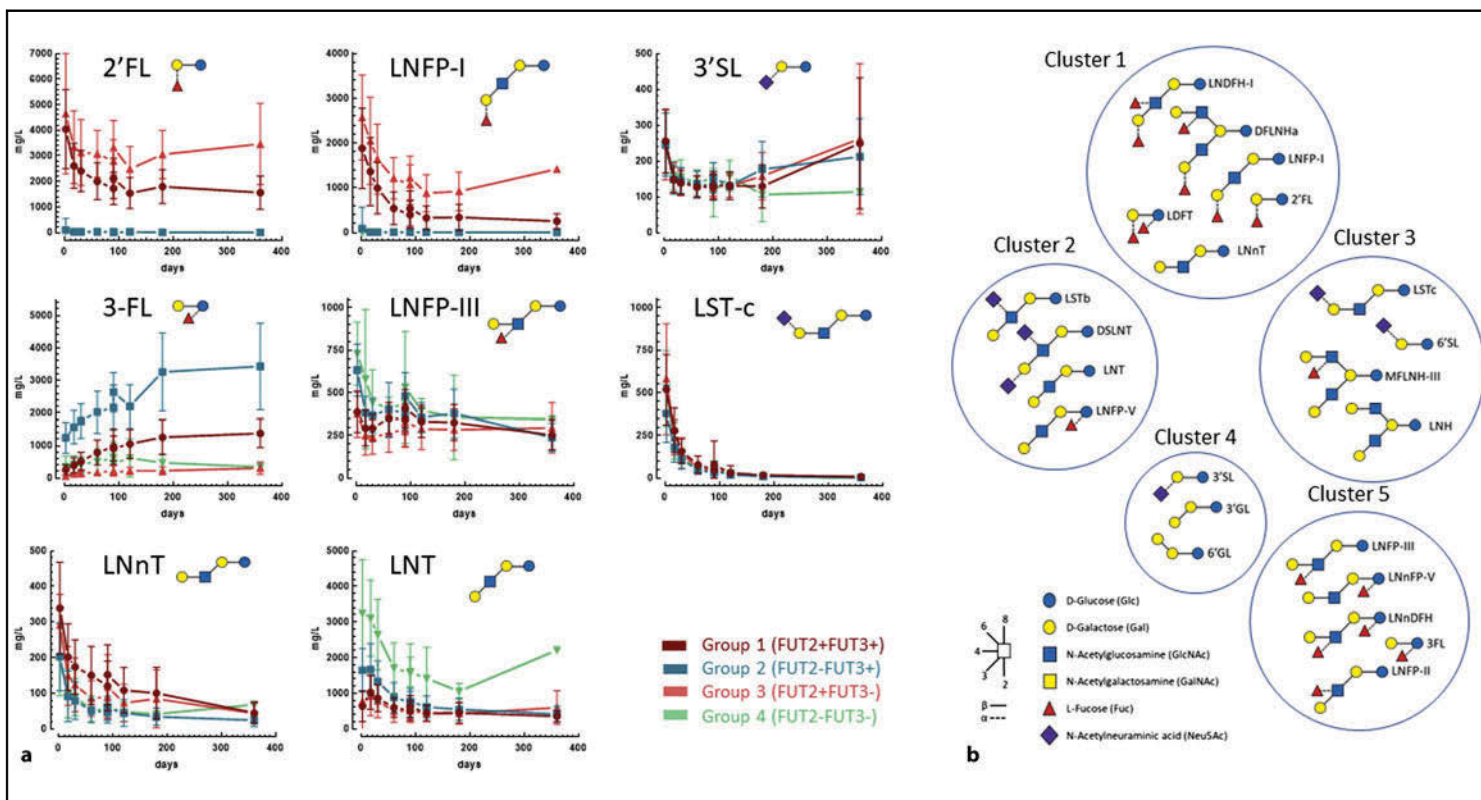 2'FL
7000
6000
5000
4000
3000
2000
1000
0
mg/L
0 100 200 300 400
days
LNFP-I
4000
3000
2000
1000
0
mg/L
0 100 200 300 400
days
3'SL
500
400
300
200
100
0
mg/L
0 100 200 300 400
days
3-FL
5000
4000
3000
2000
1000
0
mg/L
0 100 200 300 400
days
LNFP-III
1000
750
500
250
0
mg/L
0 100 200 300 400
days
LST-c
1000
750
500
250
0
mg/L
0 100 200 300 400
days
LNnT
500
400
300
200
100
0
mg/L
0 100 200 300 400
days
LNT
5000
4000
3000
2000
1000
0
mg/L
0 100 200 300 400
days
Group 1 (FUT2+FUT3+)
Group 2 (FUT2-FUT3+)
Group 3 (FUT2+FUT3-)
Group 4 (FUT2-FUT3-)
a
Cluster 1
LNDFH-I
DFLNHa
LNFP-I
2'FL
LDFT
LNnT
Cluster 2
LSTb
DSLNT
LNT
LNFP-V
Cluster 3
LSTc
6'SL
MFLNH-III
LNH
Cluster 4
3'SL
3'GL
6'GL
Cluster 5
LNFP-III
LNnFP-V
LNnDFH
3FL
LNFP-II
6 8
4
3 2
β
α
D-Glucose (Glc)
D-Galactose (Gal)
N-Acetylglucosamine (GlcNAc)
N-Acetylgalactosamine (GalNAc)
L-Fucose (Fuc)
N-Acetylneuraminic acid (Neu5Ac)
b